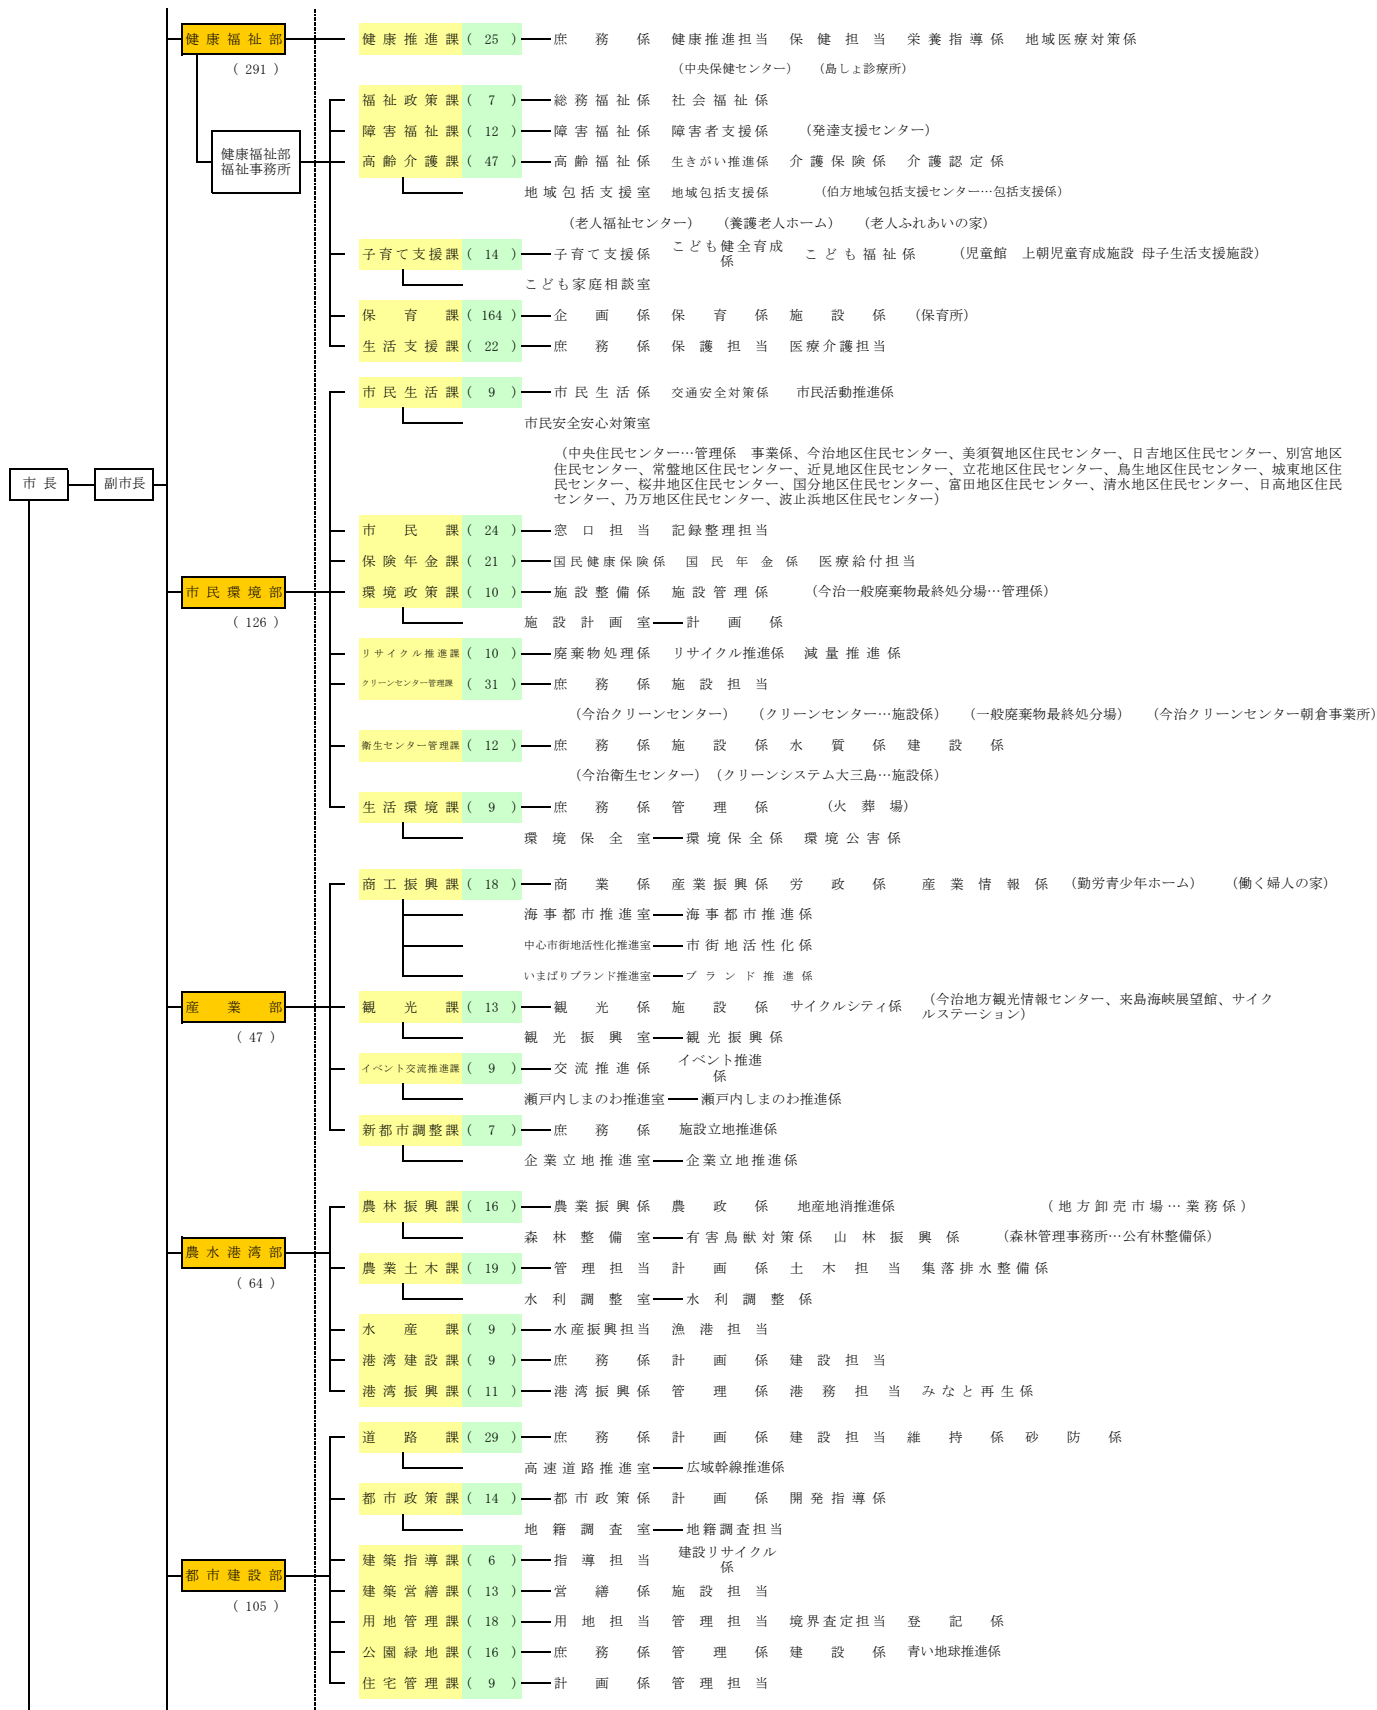 健康福祉部 健康推進課 ( 25 ) 庶務係 健康推進担当 保健担当 栄養指導係 地域医療対策係
( 291 ) （中央保健センター） （島しょ診療所）
福祉政策課 ( 7 ) 総務福祉係 社会福祉係
障害福祉課 ( 12 ) 障害福祉係 障害者支援係 （発達支援センター）
健康福祉部
福祉事務所
高齢介護課 ( 47 ) 高齢福祉係 生きがい推進係 介護保険係 介護認定係
地域包括支援室 地域包括支援係 （伯方地域包括支援センター…包括支援係）
（老人福祉センター） （養護老人ホーム） （老人ふれあいの家）
子育て支援課 ( 14 ) 子育て支援係 こども健全育成係 こども福祉係 （児童館 上朝児童育成施設 母子生活支援施設）
こども家庭相談室
保育課 ( 164 ) 企画係 保育係 施設係 （保育所）
生活支援課 ( 22 ) 庶務係 保護担当 医療介護担当
市民生活課 ( 9 ) 市民生活係 交通安全対策係 市民活動推進係
市民安全安心対策室
（中央住民センター…管理係 事業係、今治地区住民センター、美須賀地区住民センター、日吉地区住民センター、別宮地区
住民センター、常盤地区住民センター、近見地区住民センター、立花地区住民センター、鳥生地区住民センター、城東地区住
民センター、桜井地区住民センター、国分地区住民センター、富田地区住民センター、清水地区住民センター、日高地区住民
センター、乃万地区住民センター、波止浜地区住民センター）
市長 副市長
市民課 ( 24 ) 窓口担当 記録整理担当
保険年金課 ( 21 ) 国民健康保険係 国民年金係 医療給付担当
市民環境部 環境政策課 ( 10 ) 施設整備係 施設管理係 （今治一般廃棄物最終処分場…管理係）
( 126 ) 施設計画室 計画係
リサイクル推進課 ( 10 ) 廃棄物処理係 リサイクル推進係 減量推進係
クリーンセンター管理課 ( 31 ) 庶務係 施設担当
（今治クリーンセンター） （クリーンセンター…施設係） （一般廃棄物最終処分場） （今治クリーンセンター朝倉事業所）
衛生センター管理課 ( 12 ) 庶務係 施設係 水質係 建設係
（今治衛生センター） （クリーンシステム大三島…施設係）
生活環境課 ( 9 ) 庶務係 管理係 （火葬場）
環境保全室 環境保全係 環境公害係
商工振興課 ( 18 ) 商業係 産業振興係 労政係 産業情報係 （勤労青少年ホーム） （働く婦人の家）
海事都市推進室 海事都市推進係
中心市街地活性化推進室 市街地活性化係
いまばりブランド推進室 ブランド推進係
産業部 観光課 ( 13 ) 観光係 施設係 サイクルシティ係 （今治地方観光情報センター、来島海峡展望館、サイクルステーション）
( 47 ) 観光振興室 観光振興係
イベント交流推進課 ( 9 ) 交流推進係 イベント推進係
瀬戸内しまのわ推進室 瀬戸内しまのわ推進係
新都市調整課 ( 7 ) 庶務係 施設立地推進係
企業立地推進室 企業立地推進係
農林振興課 ( 16 ) 農業振興係 農政係 地産地消推進係 （地方卸売市場…業務係）
森林整備室 有害鳥獣対策係 山林振興係 （森林管理事務所…公有林整備係）
農水港湾部 農業土木課 ( 19 ) 管理担当 計画係 土木担当 集落排水整備係
( 64 ) 水利調整室 水利調整係
水産課 ( 9 ) 水産振興担当 漁港担当
港湾建設課 ( 9 ) 庶務係 計画係 建設担当
港湾振興課 ( 11 ) 港湾振興係 管理係 港務担当 みなと再生係
道路課 ( 29 ) 庶務係 計画係 建設担当 維持係 砂防係
高速道路推進室 広域幹線推進係
都市政策課 ( 14 ) 都市政策係 計画係 開発指導係
地籍調査室 地籍調査担当
建築指導課 ( 6 ) 指導担当 建設リサイクル係
都市建設部 建築営繕課 ( 13 ) 営繕係 施設担当
( 105 ) 用地管理課 ( 18 ) 用地担当 管理担当 境界査定担当 登記係
公園緑地課 ( 16 ) 庶務係 管理係 建設係 青い地球推進係
住宅管理課 ( 9 ) 計画係 管理担当